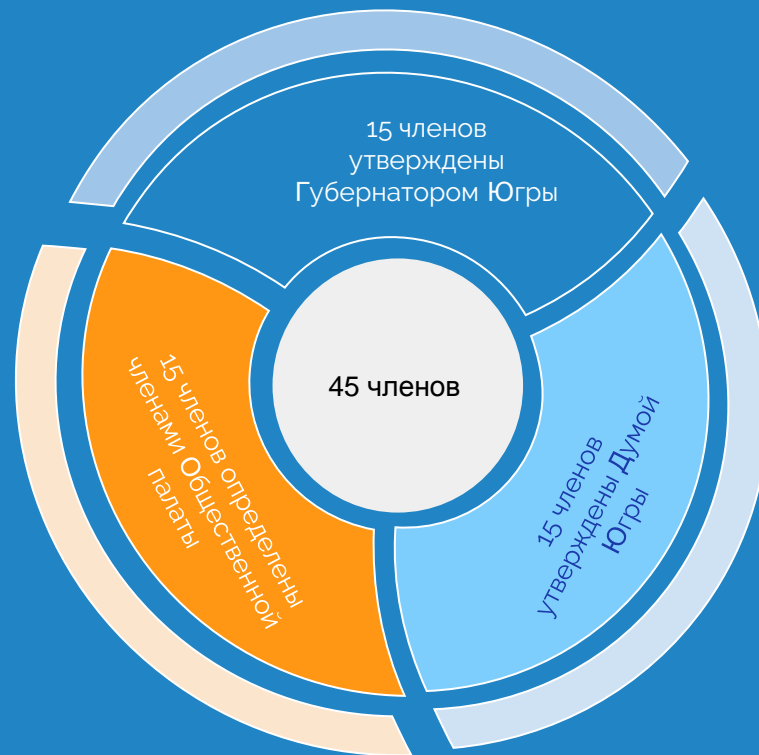 15 членов
утверждены
Губернатором Югры
45 членов
15 членов определены
членами Общественной
палаты
15 членов
утверждены Думой
Югры